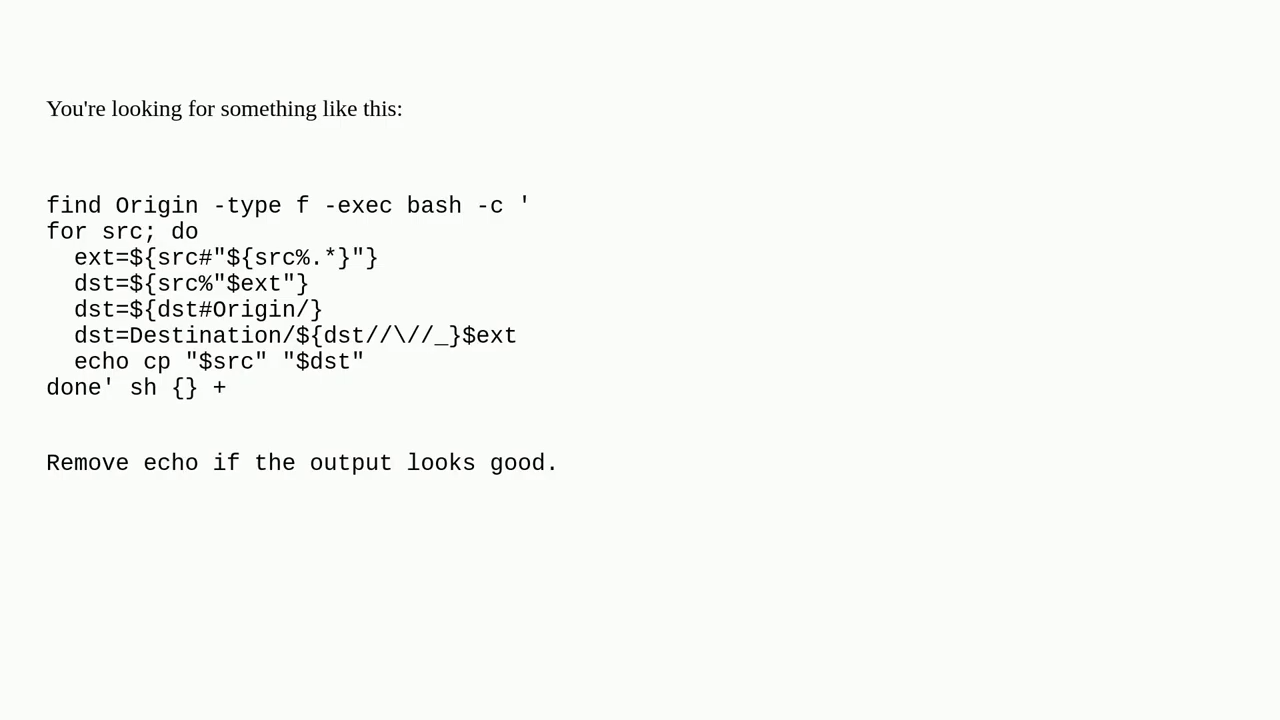 You're looking for something like this:
find Origin -type f -exec bash -c '
for src; do
  ext=${src#"${src%.*}"}
  dst=${src%"$ext"}
  dst=${dst#Origin/}
  dst=Destination/${dst//\//_}$ext
  echo cp "$src" "$dst"
done' sh {} +
Remove echo if the output looks good.